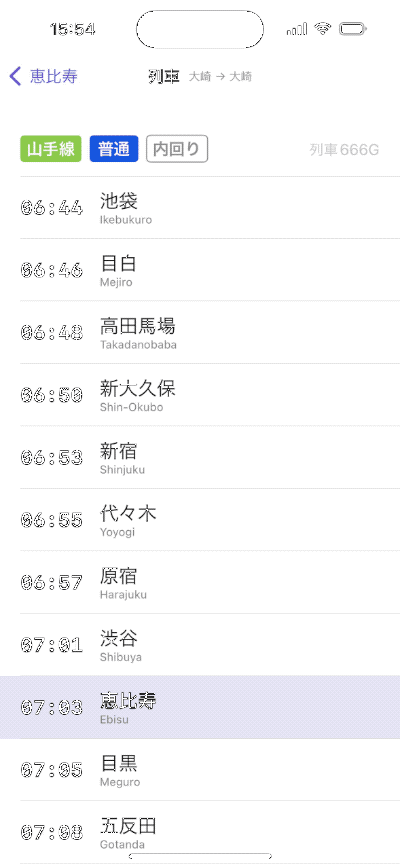 15:54
恵比寿 列車 大崎 → 大崎
山手線 普通 内回り 列車666G
06:44 池袋
Ikebukuro
06:46 目白
Mejiro
06:48 高田馬場
Takadanobaba
06:50 新大久保
Shin-Okubo
06:53 新宿
Shinjuku
06:55 代々木
Yoyogi
06:57 原宿
Harajuku
07:01 渋谷
Shibuya
07:03 恵比寿
Ebisu
07:05 目黒
Meguro
07:08 五反田
Gotanda